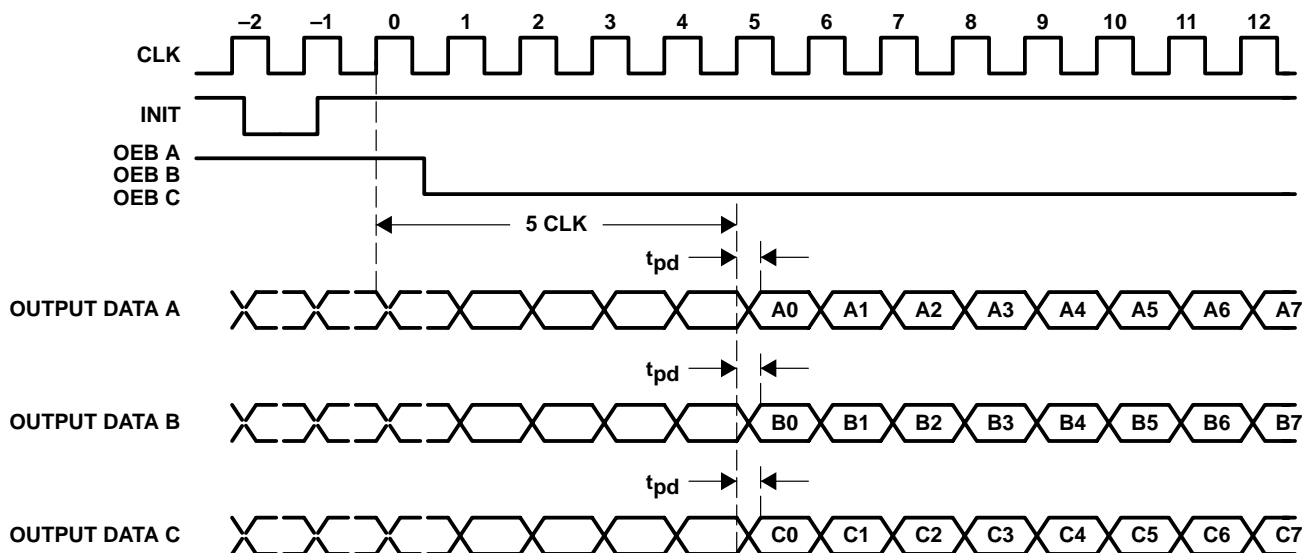 –2 –1 0 1 2 3 4 5 6 7 8 9 10 11 12
CLK
INIT
OEB A
OEB B
OEB C
5 CLK
tpd
OUTPUT DATA A A0 A1 A2 A3 A4 A5 A6 A7
tpd
OUTPUT DATA B B0 B1 B2 B3 B4 B5 B6 B7
tpd
OUTPUT DATA C C0 C1 C2 C3 C4 C5 C6 C7